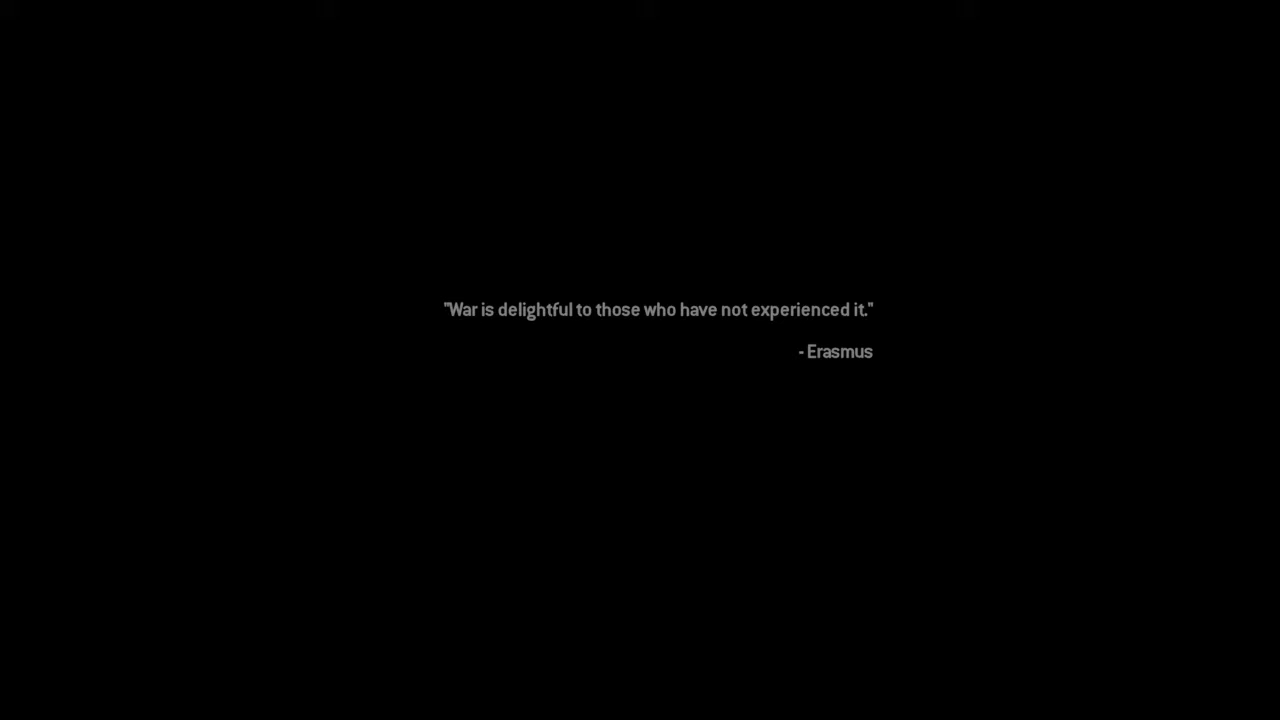 "War is delightful to those who have not experienced it."
- Erasmus